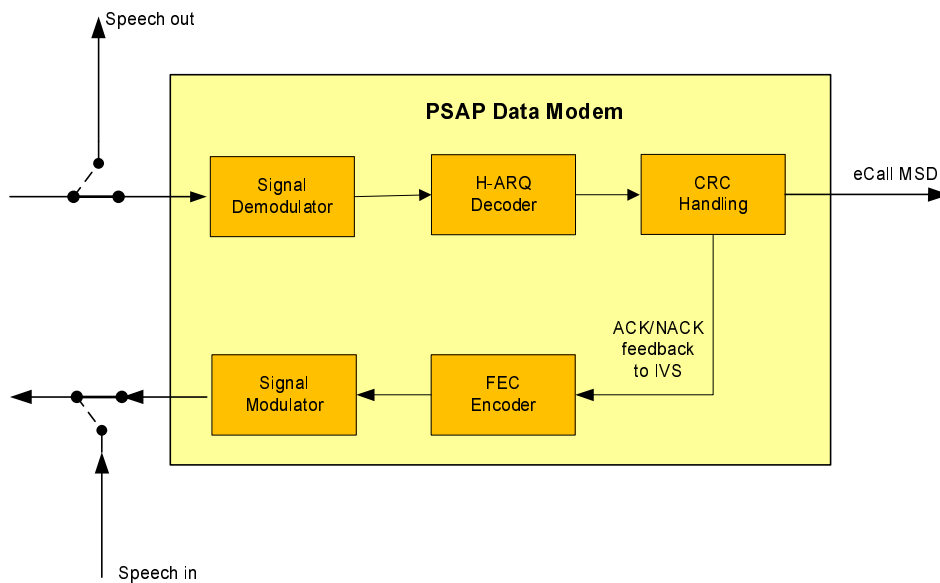 Speech out
PSAP Data Modem
Signal
Demodulator
H-ARQ
Decoder
CRC
Handling
eCall MSD
ACK/NACK
feedback
to IVS
Signal
Modulator
FEC
Encoder
Speech in